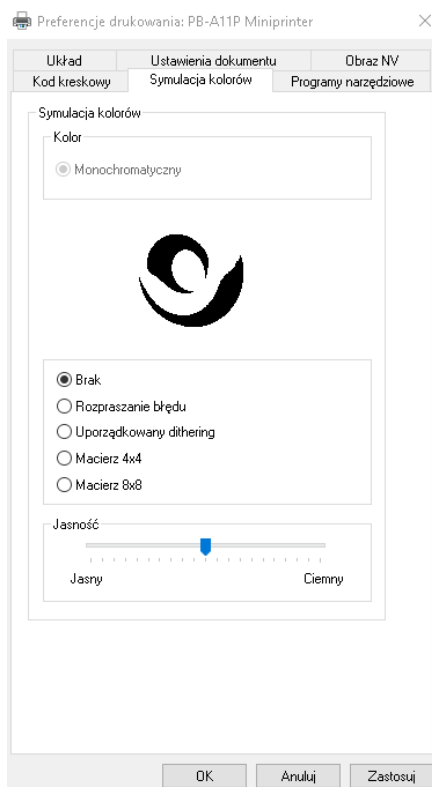 Preferencje drukowania: PB-A11P Miniprinter
Układ Ustawienia dokumentu Obraz NV
Kod kreskowy Symulacja kolorów Programy narzędziowe
Symulacja kolorów
Kolor
Monochromatyczny
Brak
Rozpraszanie błędu
Uporządkowany dithering
Macierz 4x4
Macierz 8x8
Jasność
Jasny Ciemny
OK Anuluj Zastosuj